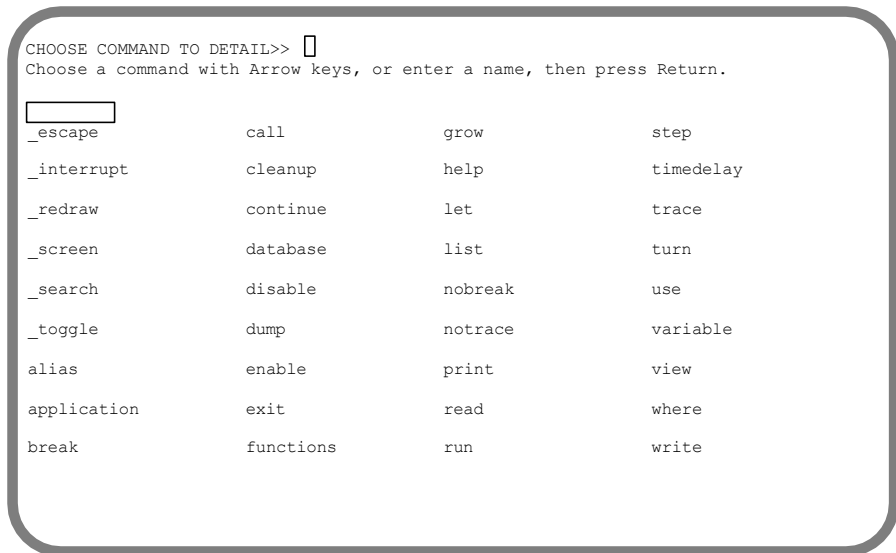 CHOOSE COMMAND TO DETAIL>>
Choose a command with Arrow keys, or enter a name, then press Return.
_escape call grow step
_interrupt cleanup help timedelay
_redraw continue let trace
_screen database list turn
_search disable nobreak use
_toggle dump notrace variable
alias enable print view
application exit read where
break functions run write